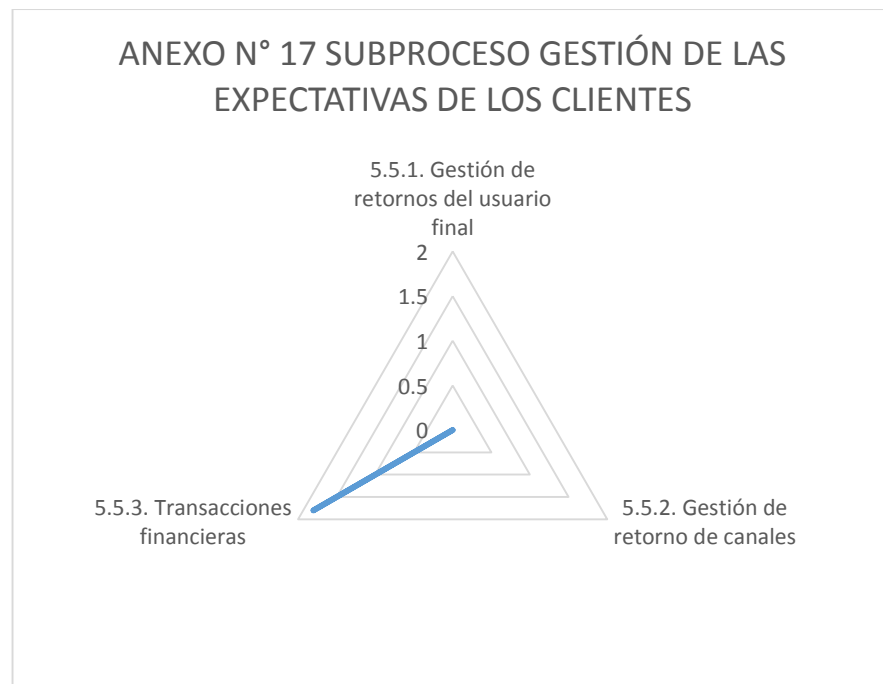 ANEXO N° 17 SUBPROCESO GESTIÓN DE LAS
EXPECTATIVAS DE LOS CLIENTES
5.5.1. Gestión de
retornos del usuario
final
2
1.5
1
0.5
0
5.5.3. Transacciones
financieras
5.5.2. Gestión de
retorno de canales